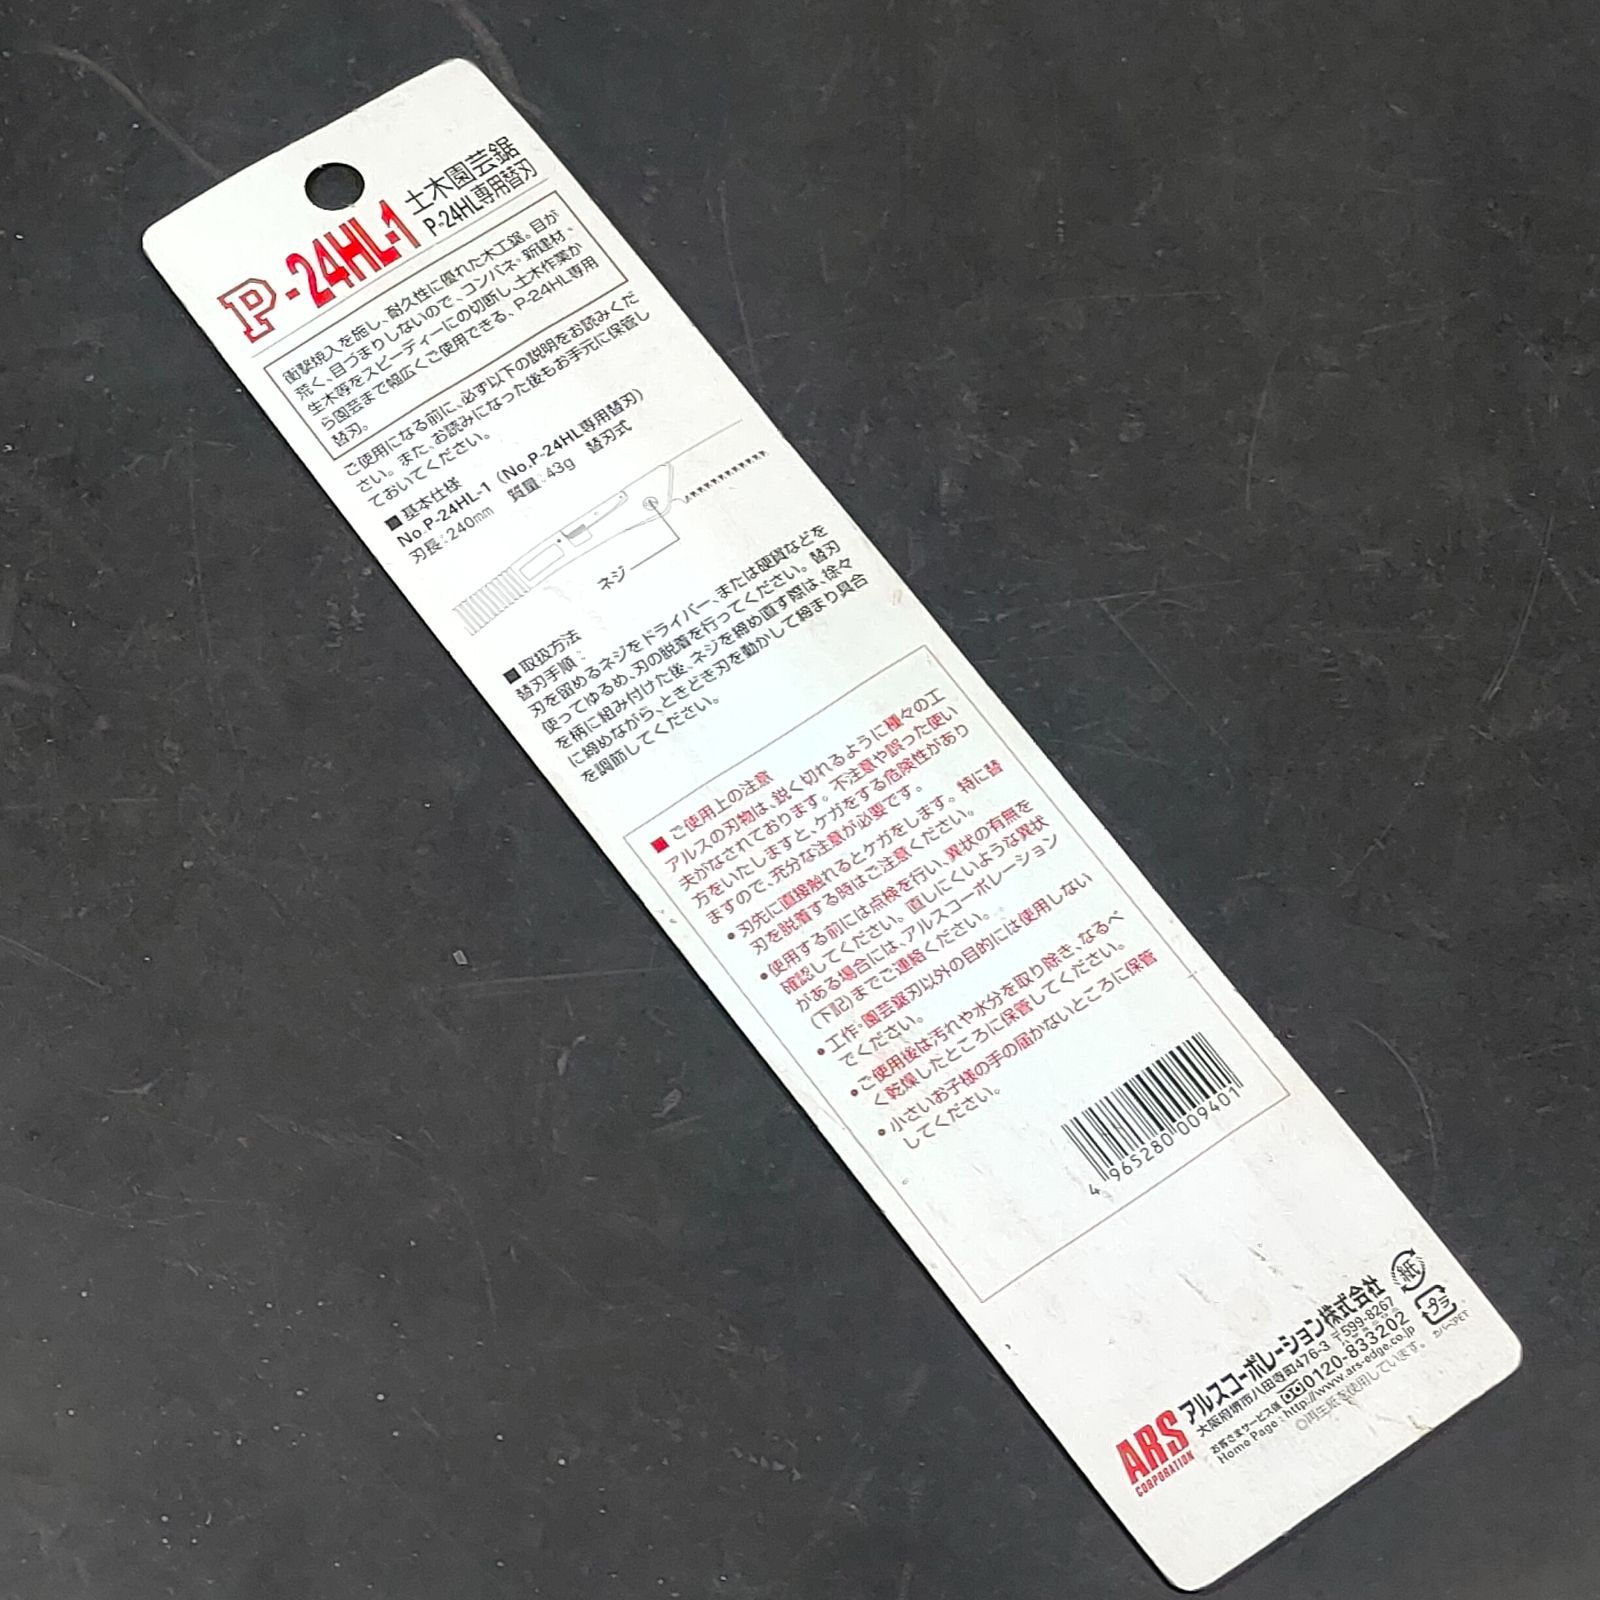 P-24HL-1 土木園芸鋸
P-24HL専用替刃
衝撃焼入を施し、耐久性に優れた木工鋸。目が
荒く、目づまりしないので、コンパネ・新建材、
生木等をスピーディーにの切断し、土木作業か
ら園芸まで幅広くご使用できる、P-24HL専用
替刃。
ご使用になる前に、必ず以下の説明をお読みくだ
さい。また、お読みになった後もお手元に保管し
ておいてください。
■基本仕様
No.P-24HL-1 (No.P-24HL専用替刃)
刃長:240mm 質量:43g 替刃式
ネジ
■取扱方法
替刃手順:
刃を留めるネジをドライバー、または硬貨などを
使ってゆるめ、刃の脱着を行ってください。替刃
を柄に組み付けた後、ネジを締め直す際は、徐々
に締めながら、ときどき刃を動かして締まり具合
を調節してください。
■ご使用上の注意
アルスの刃物は、鋭く切れるように種々の工
夫がなされております。不注意や誤った使い
方をいたしますと、ケガをする危険性があり
ますので、充分な注意が必要です。
•刃先に直接触れるとケガをします。特に替
刃を脱着する時はご注意ください。
•使用する前には点検を行い、異状の有無を
確認してください。直しにくいような異状
がある場合には、アルスコーポレーション
(下記)までご連絡ください。
•工作・園芸鋸刃以外の目的には使用しない
でください。
•ご使用後は汚れや水分を取り除き、なるべ
く乾燥したところに保管してください。
•小さいお子様の手の届かないところに保管
してください。
4 965280 009401
ARS
CORPORATION
アルスコーポレーション株式会社
大阪府堺市八田寺町476-3 〒599-8267
お客さまサービス係 0120-833202
Home Page:http://www.ars-edge.co.jp
◎再生紙を使用しています。
紙
プラ
カバー:PET